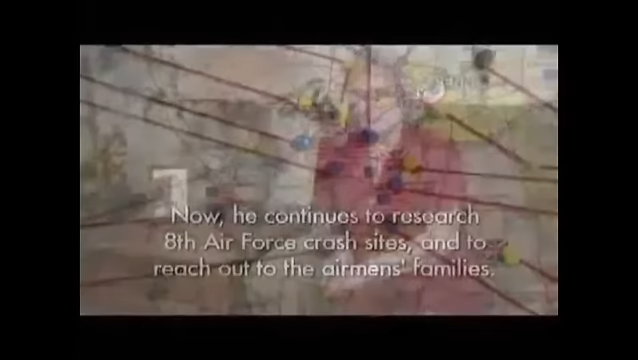 Now, he continues to research
8th Air Force crash sites, and to
reach out to the airmens' families.